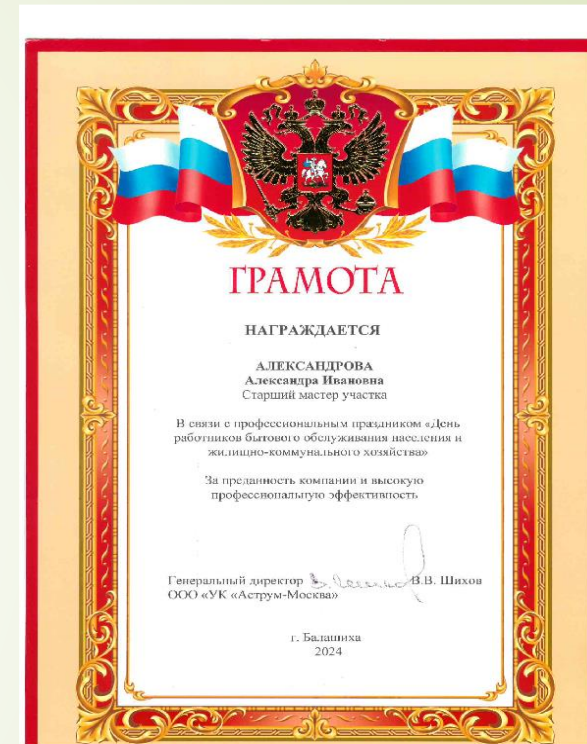 ГРАМОТА
НАГРАЖДАЕТСЯ
АЛЕКСАНДРОВА
Александра Ивановна
Старший мастер участка
В связи с профессиональным праздником «День
работников бытового обслуживания населения и
жилищно-коммунального хозяйства»
За преданность компании и высокую
профессиональную эффективность
Генеральный директор В.В. Шихов
ООО «УК «Аструм-Москва»
г. Балашиха
2024